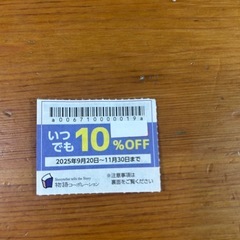 a0067100000019a
いつでも10%OFF
2025年9月20日〜11月30日まで
物語コーポレーション
※注意事項は
裏面をご覧ください